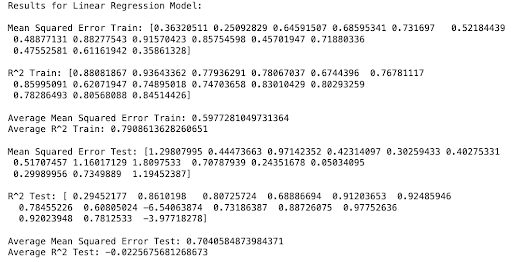 Results for Linear Regression Model:
Mean Squared Error Train: [0.36320511 0.25092829 0.64591507 0.68595341 0.731697 0.52184439
0.48877131 0.88277543 0.91570423 0.85754598 0.45701947 0.71880336
0.47552581 0.61161942 0.35861328]
R^2 Train: [0.88081867 0.93643362 0.77936291 0.78067037 0.6744396 0.76781117
0.85995091 0.62071947 0.74895018 0.74703658 0.83010429 0.80293259
0.78286493 0.80568088 0.84514426]
Average Mean Squared Error Train: 0.5977281049731364
Average R^2 Train: 0.7908613628260651
Mean Squared Error Test: [1.29807995 0.44473663 0.97142352 0.42314097 0.30259433 0.40275331
0.51707457 1.16017129 1.8097533 0.70787939 0.24351678 0.05034095
0.29989956 0.7349889 1.19452387]
R^2 Test: [ 0.29452177 0.8610198 0.80725724 0.68886694 0.91203653 0.92485946
0.78455226 0.60805024 -6.54063874 0.73186387 0.88726075 0.97752636
0.92023948 0.7812533 -3.97718278]
Average Mean Squared Error Test: 0.7040584873984371
Average R^2 Test: -0.0225675681268673